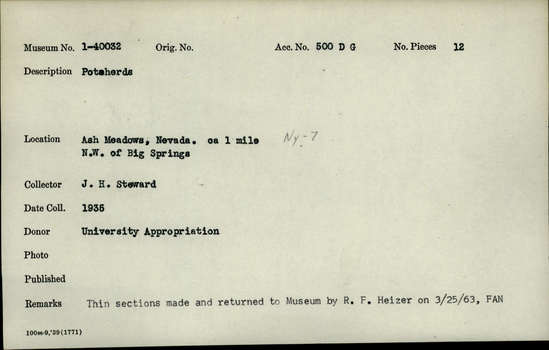 Museum No. 1-40032 Orig. No. Acc. No. 500 D G No. Pieces 12
Description Potsherds
Location Ash Meadows, Nevada. ca 1 mile Ny-7
N.W. of Big Springs
Collector J. H. Steward
Date Coll. 1935
Donor University Appropriation
Photo
Published
Remarks Thin sections made and returned to Museum by R. F. Heizer on 3/25/63, FAN
100m-9,'39(1771)